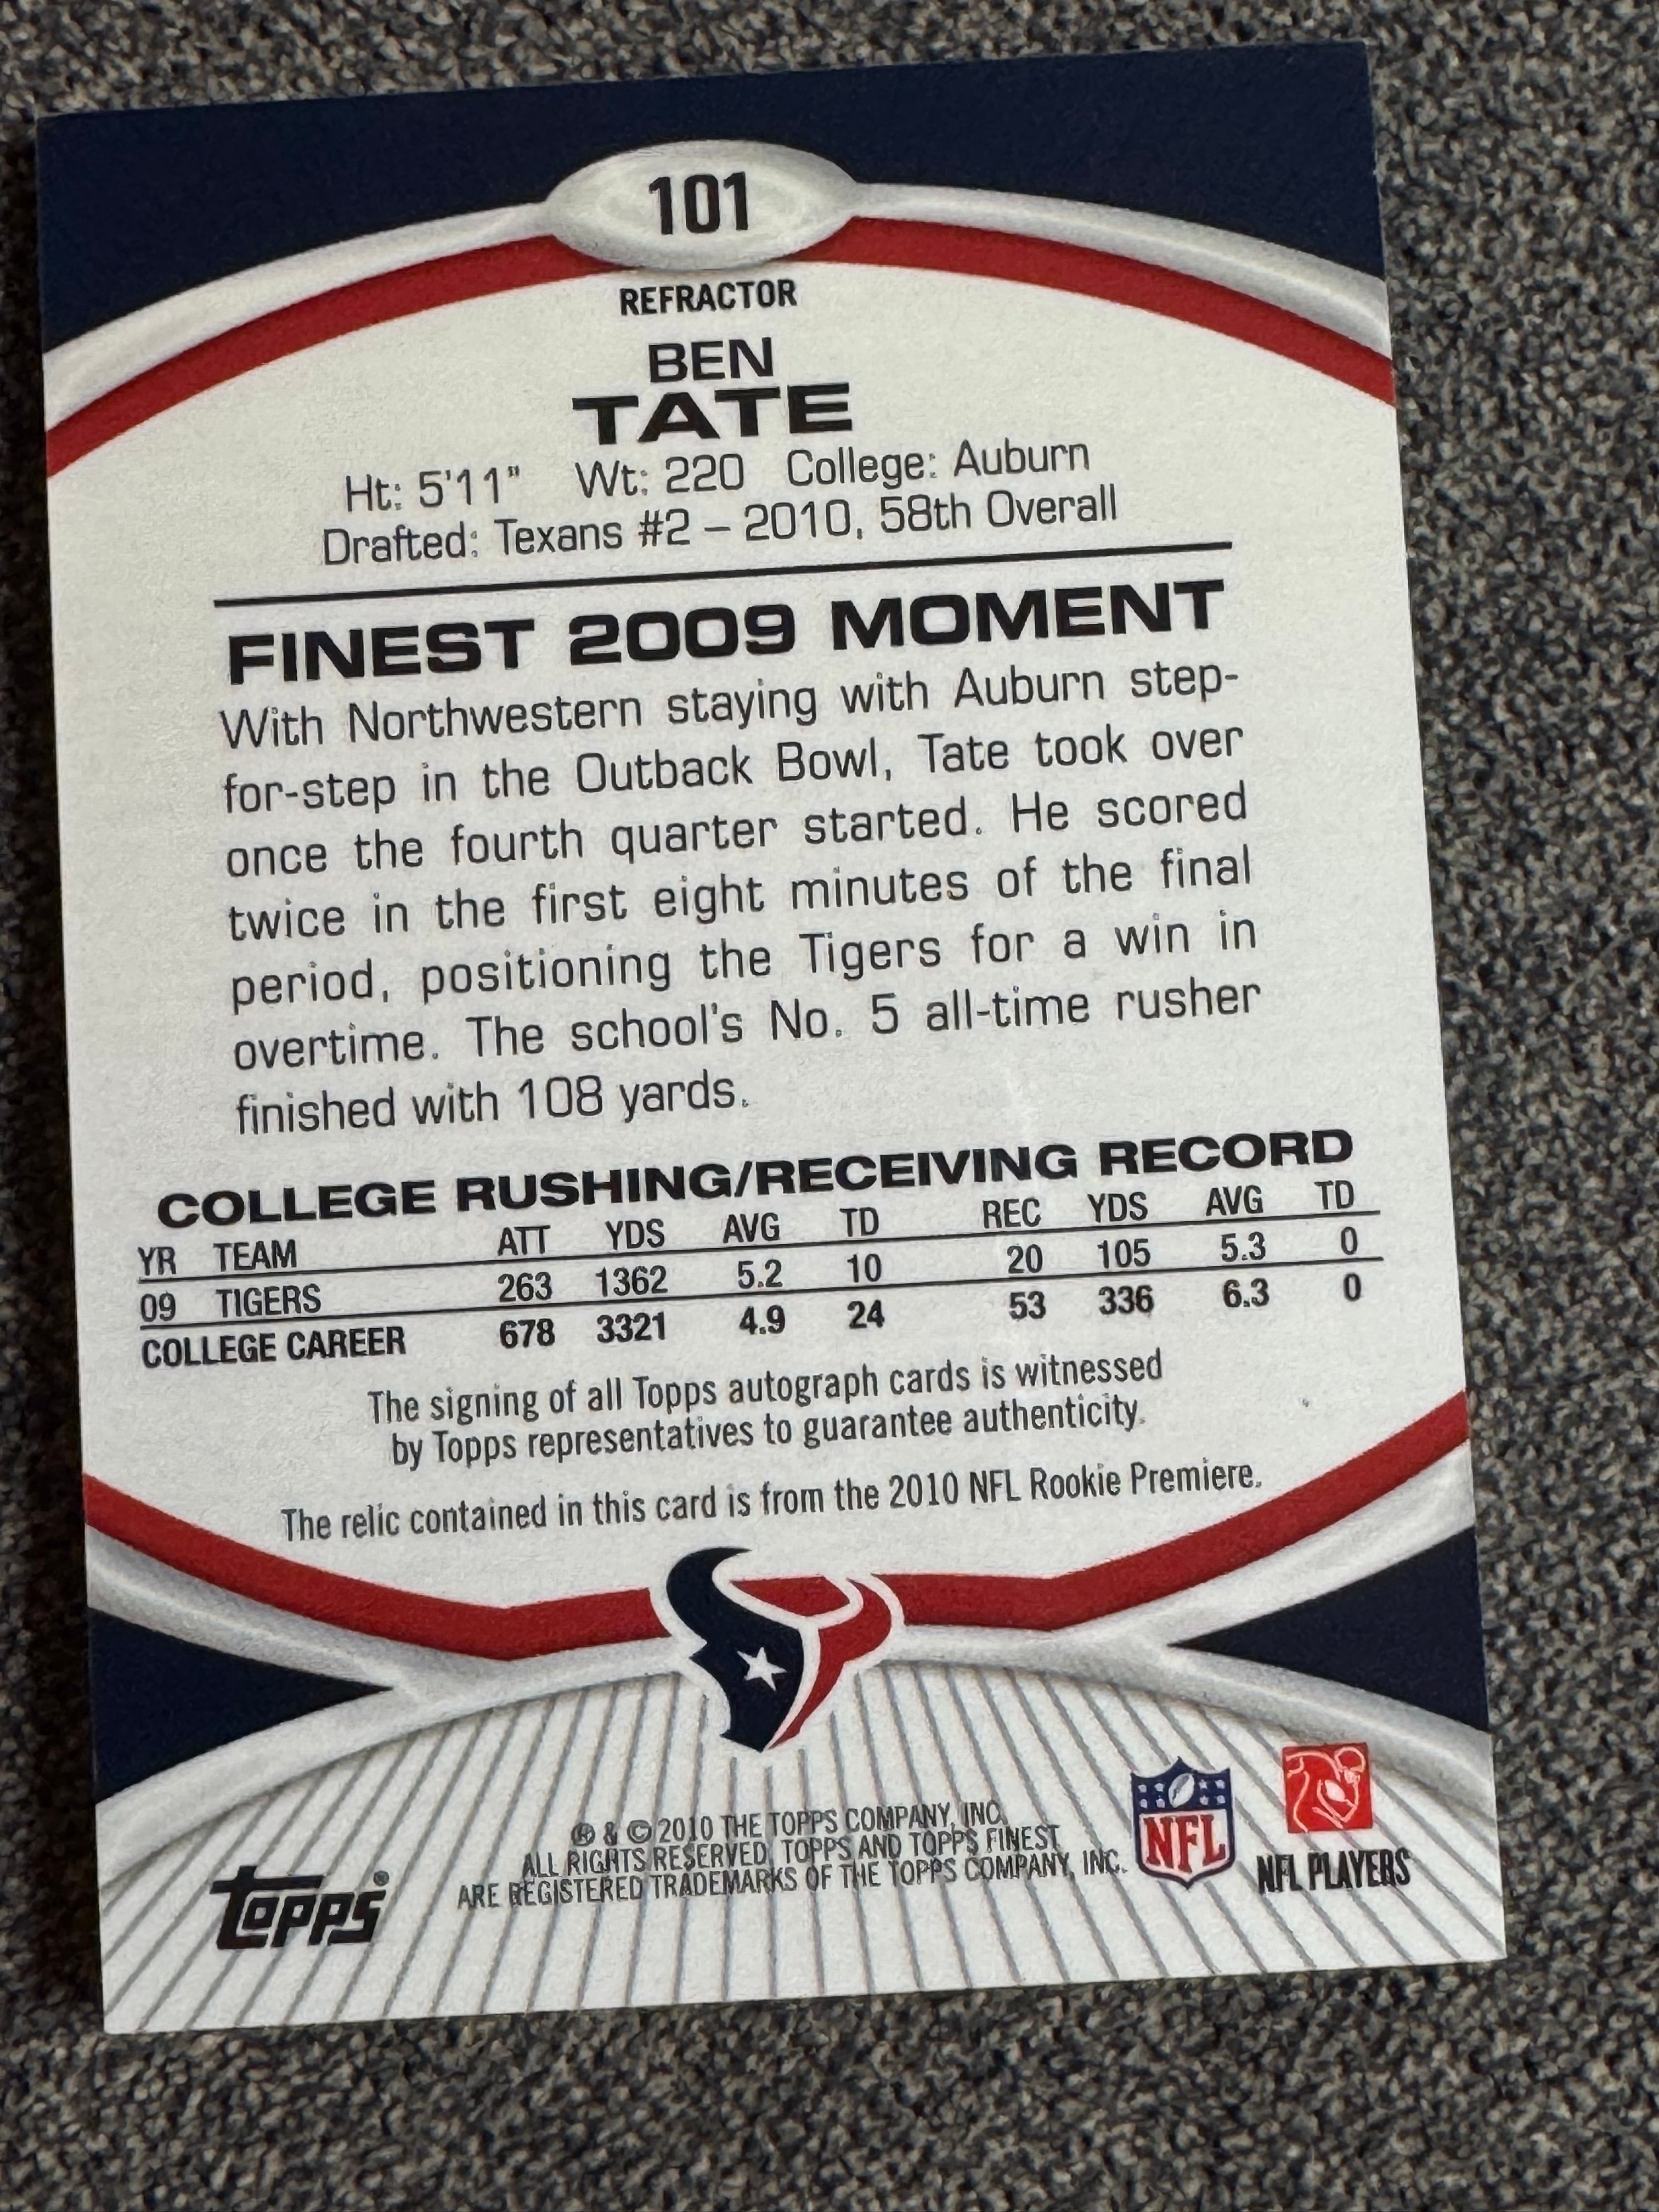 101
REFRACTOR
BEN
TATE
Ht: 5'11" Wt: 220 College: Auburn
Drafted: Texans #2 – 2010, 58th Overall
FINEST 2009 MOMENT
With Northwestern staying with Auburn step-
for-step in the Outback Bowl, Tate took over
once the fourth quarter started. He scored
twice in the first eight minutes of the final
period, positioning the Tigers for a win in
overtime. The school's No. 5 all-time rusher
finished with 108 yards.
COLLEGE RUSHING/RECEIVING RECORD
YR TEAM ATT YDS AVG TD REC YDS AVG TD
09 TIGERS 263 1362 5.2 10 20 105 5.3 0
COLLEGE CAREER 678 3321 4.9 24 53 336 6.3 0
The signing of all Topps autograph cards is witnessed
by Topps representatives to guarantee authenticity.
The relic contained in this card is from the 2010 NFL Rookie Premiere.
® & © 2010 THE TOPPS COMPANY, INC.
ALL RIGHTS RESERVED. TOPPS AND TOPPS FINEST
ARE REGISTERED TRADEMARKS OF THE TOPPS COMPANY, INC.
Topps®
NFL
NFL PLAYERS